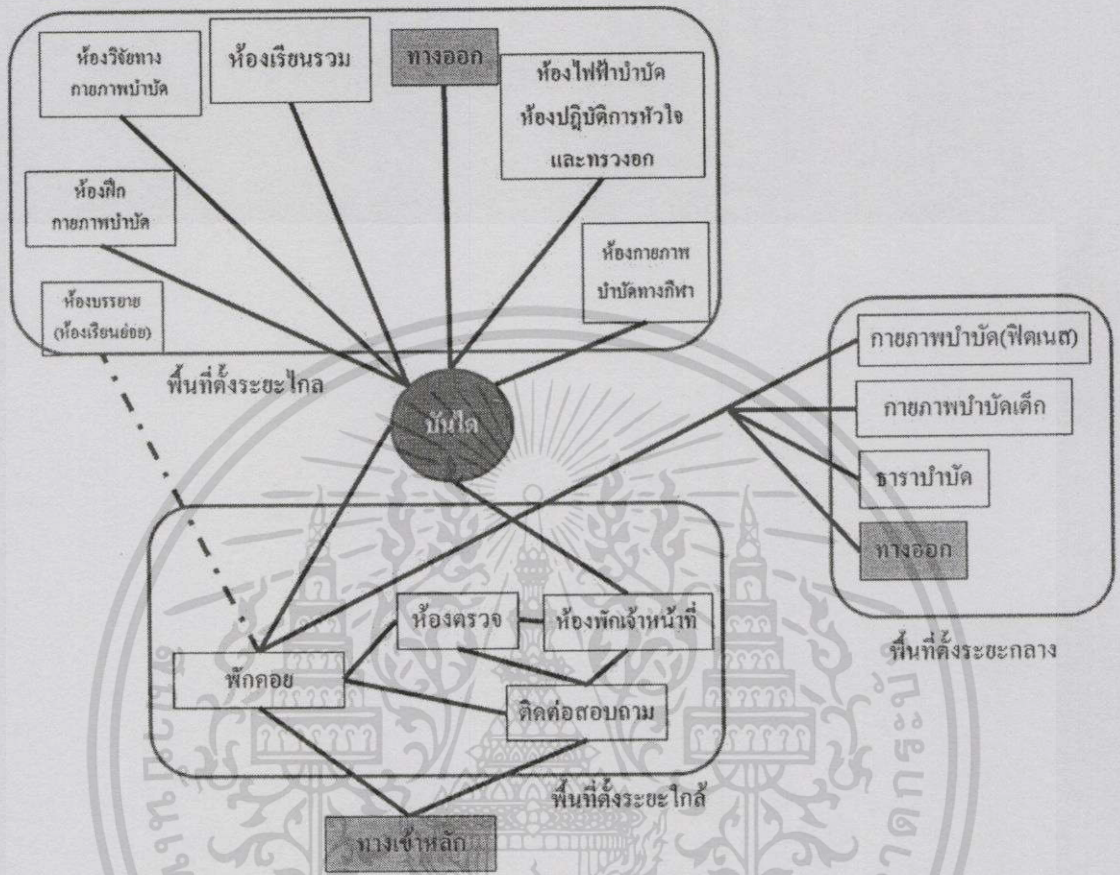 ห้องวิจัยทาง
กายภาพบำบัด
ห้องเรียนรวม
ทางออก
ห้องไฟฟ้าบำบัด
ห้องปฎิบัติการหัวใจ
และทรวงอก
ห้องฝึก
กายภาพบำบัด
ห้องกายภาพ
บำบัดทางกีฬา
ห้องบรรยาย
(ห้องเรียนย่อย)
พื้นที่ตั้งระยะไกล
บันได
กายภาพบำบัด(ฟิตเนส)
กายภาพบำบัดเด็ก
ธาราบำบัด
ทางออก
พื้นที่ตั้งระยะกลาง
ห้องตรวจ
ห้องพักเจ้าหน้าที่
พักคอย
ติดต่อสอบถาม
พื้นที่ตั้งระยะใกล้
ทางเข้าหลัก